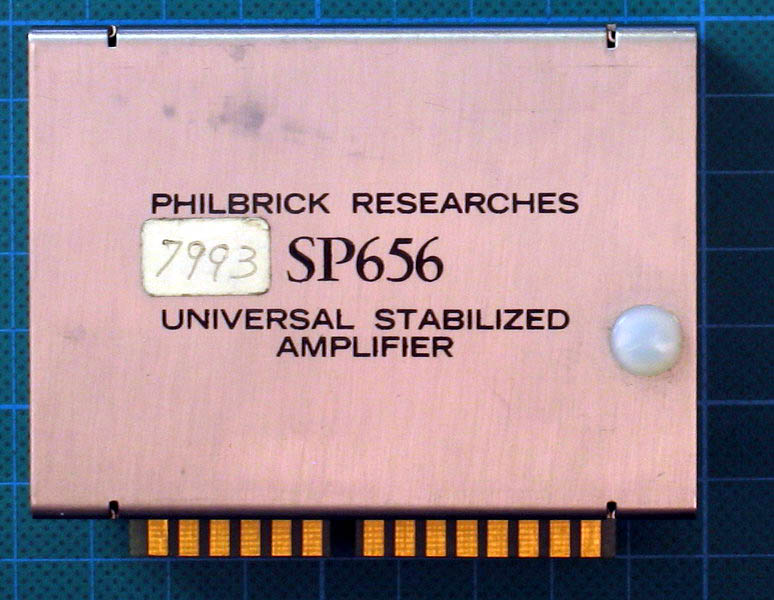 PHILBRICK RESEARCHES
7993 SP656
UNIVERSAL STABILIZED
AMPLIFIER